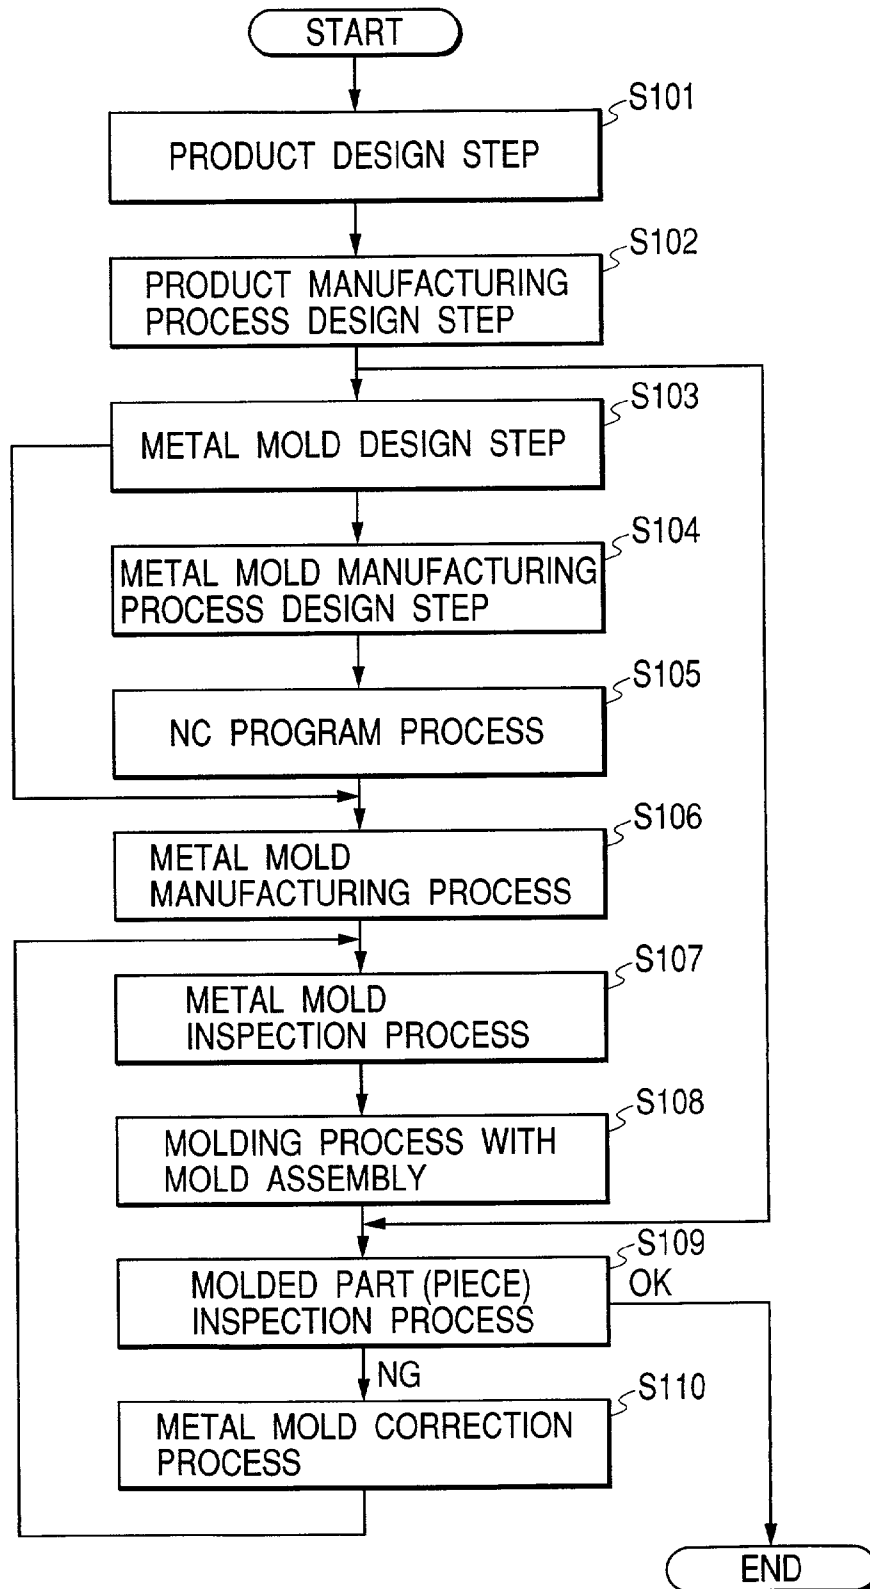 START
S101
PRODUCT DESIGN STEP
S102
PRODUCT MANUFACTURING
PROCESS DESIGN STEP
S103
METAL MOLD DESIGN STEP
S104
METAL MOLD MANUFACTURING
PROCESS DESIGN STEP
S105
NC PROGRAM PROCESS
S106
METAL MOLD
MANUFACTURING PROCESS
S107
METAL MOLD
INSPECTION PROCESS
S108
MOLDING PROCESS WITH
MOLD ASSEMBLY
S109
MOLDED PART (PIECE)
INSPECTION PROCESS
OK
NG
S110
METAL MOLD CORRECTION
PROCESS
END